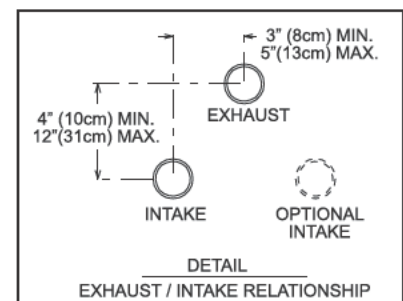 3” (8cm) MIN.
5”(13cm) MAX.
4” (10cm) MIN.
12”(31cm) MAX.
EXHAUST
INTAKE
OPTIONAL
INTAKE
DETAIL
EXHAUST / INTAKE RELATIONSHIP